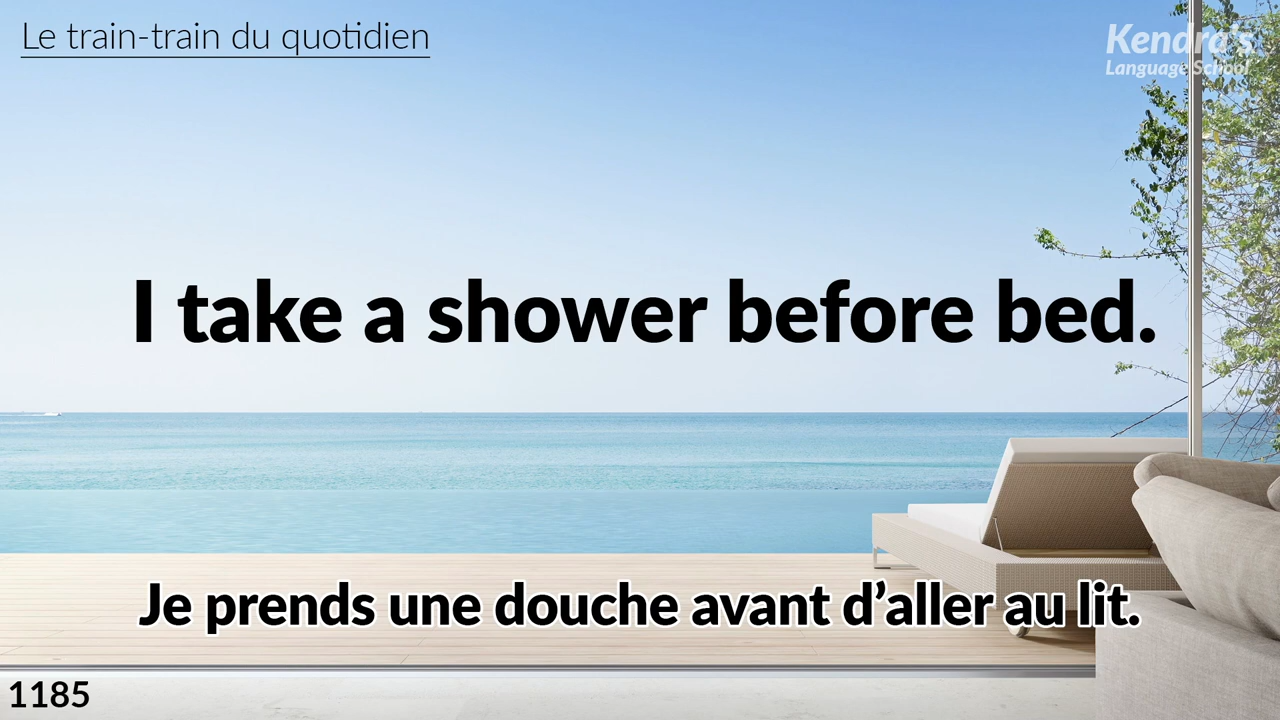 Le train-train du quotidien
Kendra's
Language School
I take a shower before bed.
Je prends une douche avant d’aller au lit.
1185